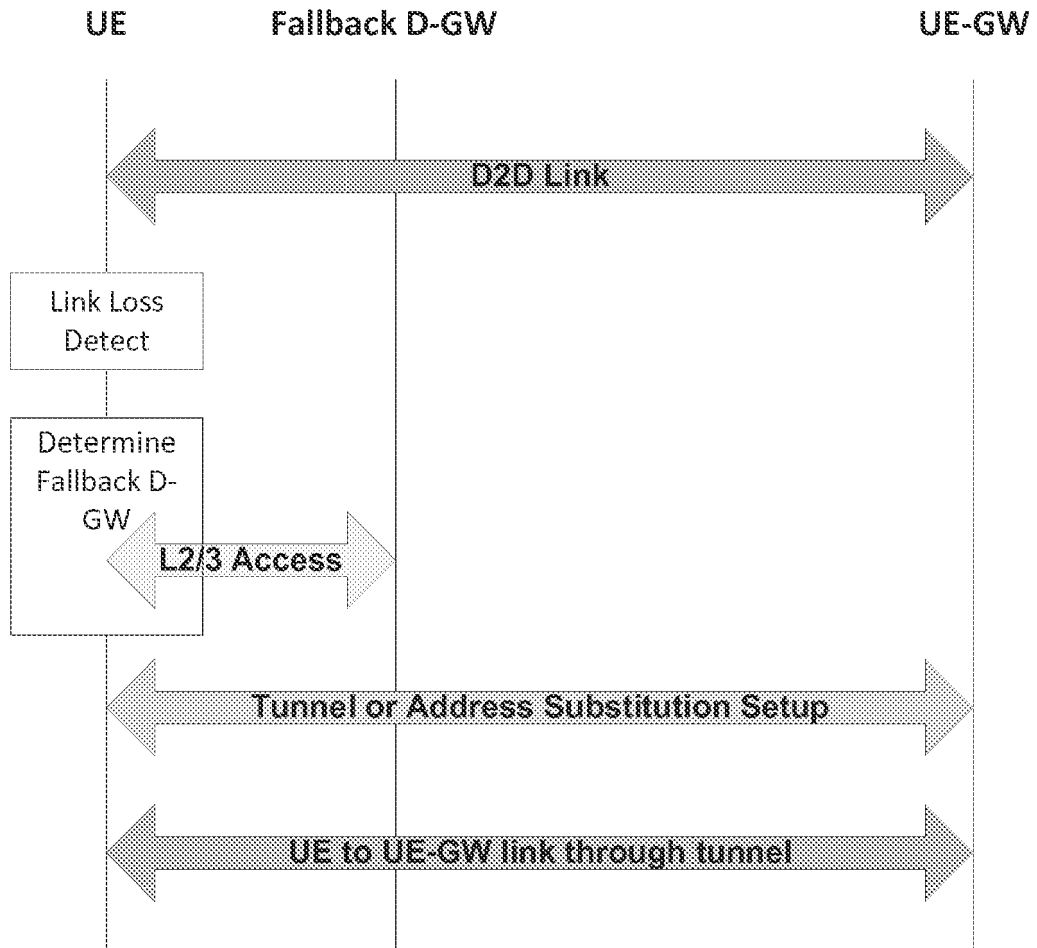 UE Fallback D-GW UE-GW
D2D Link
Link Loss
Detect
Determine
Fallback D-
GW
L2/3 Access
Tunnel or Address Substitution Setup
UE to UE-GW link through tunnel